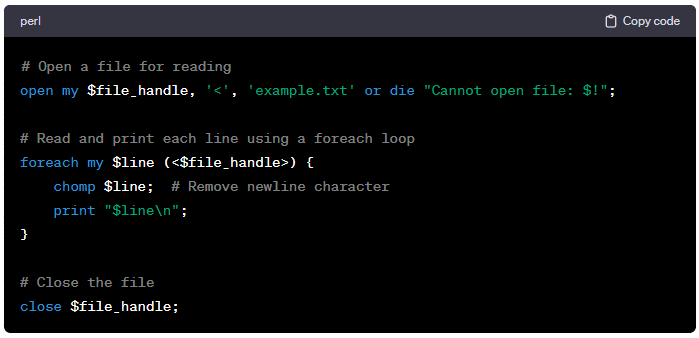 perl
Copy code
# Open a file for reading
open my $file_handle, '<', 'example.txt' or die "Cannot open file: $!";
# Read and print each line using a foreach loop
foreach my $line (<$file_handle>) {
    chomp $line;  # Remove newline character
    print "$line\n";
}
# Close the file
close $file_handle;